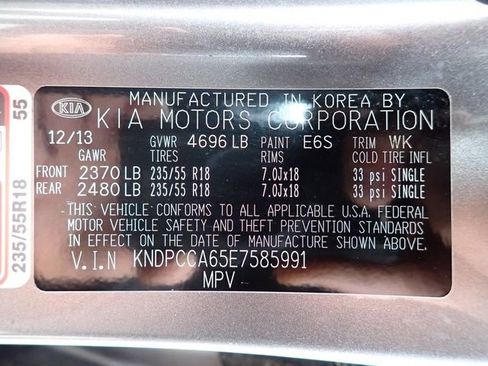 MANUFACTURED IN KOREA BY
KIA KIA MOTORS CORPORATION
12/13 GVWR 4696 LB PAINT E6S TRIM WK
GAWR TIRES RIMS COLD TIRE INFL
FRONT 2370 LB 235/55 R18 7.0Jx18 33 psi SINGLE
REAR 2480 LB 235/55 R18 7.0Jx18 33 psi SINGLE
THIS VEHICLE CONFORMS TO ALL APPLICABLE U.S.A. FEDERAL
MOTOR VEHICLE SAFETY AND THEFT PREVENTION STANDARDS
IN EFFECT ON THE DATE OF MANUFACTURE SHOWN ABOVE.
V.I.N KNDPCCA65E7585991
MPV
235/55R18 55